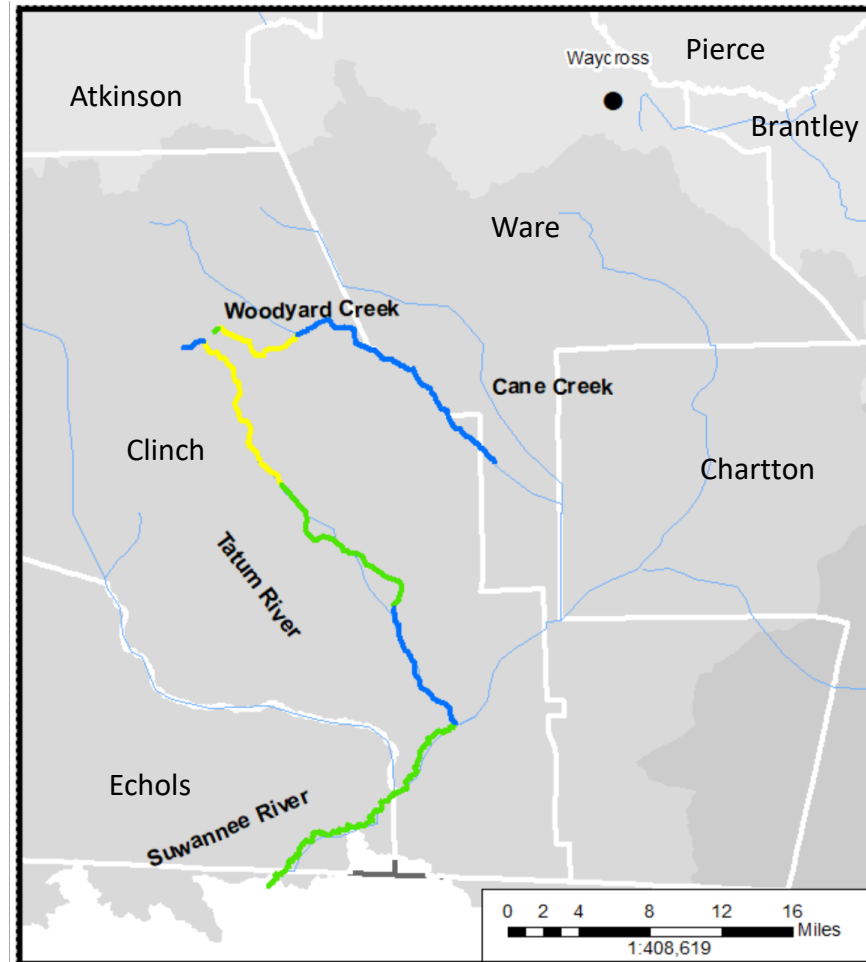 Pierce
Waycross
Atkinson
Brantley
Ware
Woodyard Creek
Cane Creek
Clinch
Chartton
Tatum River
Echols
Suwannee River
0 2 4 8 12 16
Miles
1:408,619